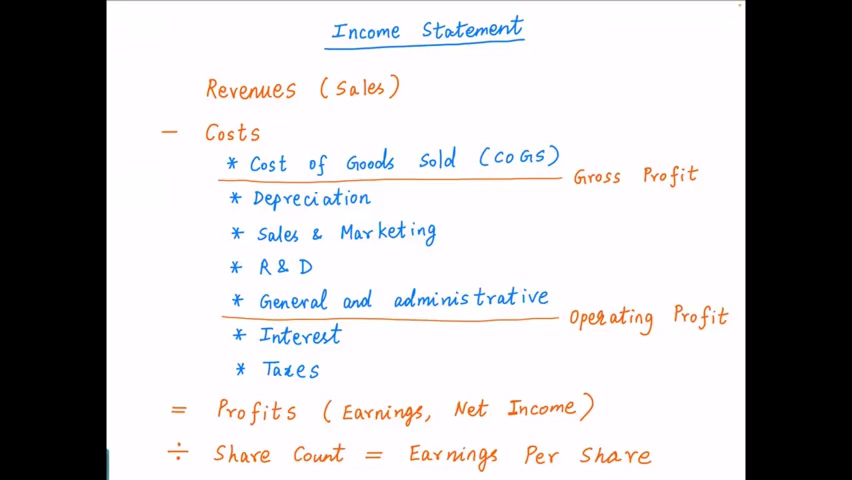 Income Statement
Revenues (Sales)
− Costs
* Cost of Goods Sold (COGS)
Gross Profit
* Depreciation
* Sales & Marketing
* R & D
* General and administrative
Operating Profit
* Interest
* Taxes
= Profits (Earnings, Net Income)
÷ Share Count = Earnings Per Share